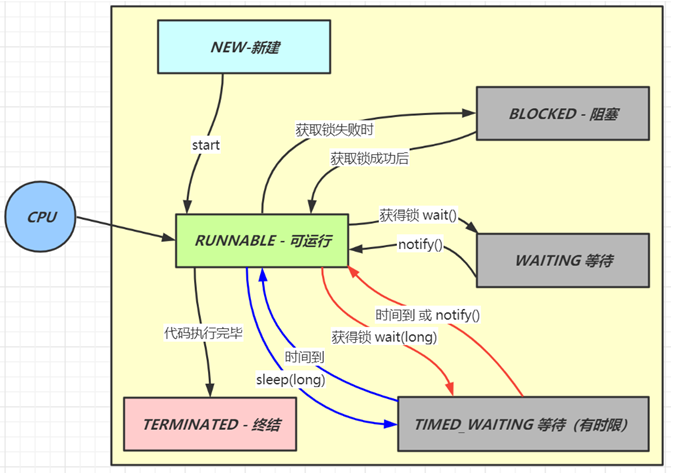 NEW-新建
BLOCKED - 阻塞
获取锁失败时
start
获取锁成功后
CPU
获得锁 wait()
RUNNABLE - 可运行
notify()
WAITING 等待
时间到 或 notify()
代码执行完毕
获得锁 wait(long)
时间到
sleep(long)
TERMINATED - 终结
TIMED_WAITING 等待（有时限）